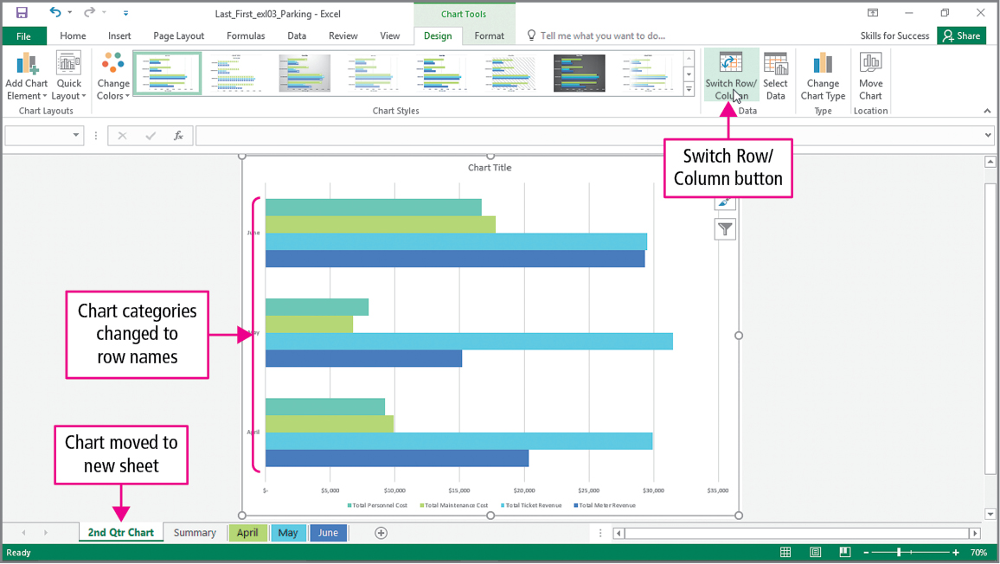 Last_First_exl03_Parking - Excel
Chart Tools
File Home Insert Page Layout Formulas Data Review View Design Format Tell me what you want to do... Skills for Success Share
Add Chart Element
Quick Layout
Change Colors
Switch Row/
Column
Select Data
Change Chart Type
Move Chart
Chart Layouts
Chart Styles
Data
Type
Location
fx
Switch Row/
Column button
Chart Title
June
May
April
Chart categories
changed to
row names
Chart moved to
new sheet
$- $5,000 $10,000 $15,000 $20,000 $25,000 $30,000 $35,000
Total Personnel Cost Total Maintenance Cost Total Ticket Revenue Total Meter Revenue
2nd Qtr Chart Summary April May June
Ready
70%